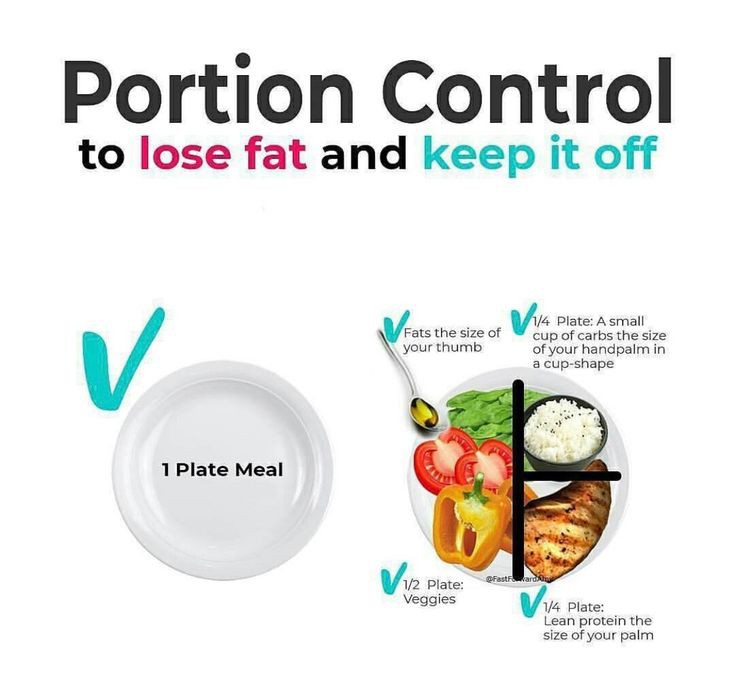 Portion Control
to lose fat and keep it off
Fats the size of
your thumb
1/4 Plate: A small
cup of carbs the size
of your handpalm in
a cup-shape
1 Plate Meal
1/2 Plate:
Veggies
1/4 Plate:
Lean protein the
size of your palm